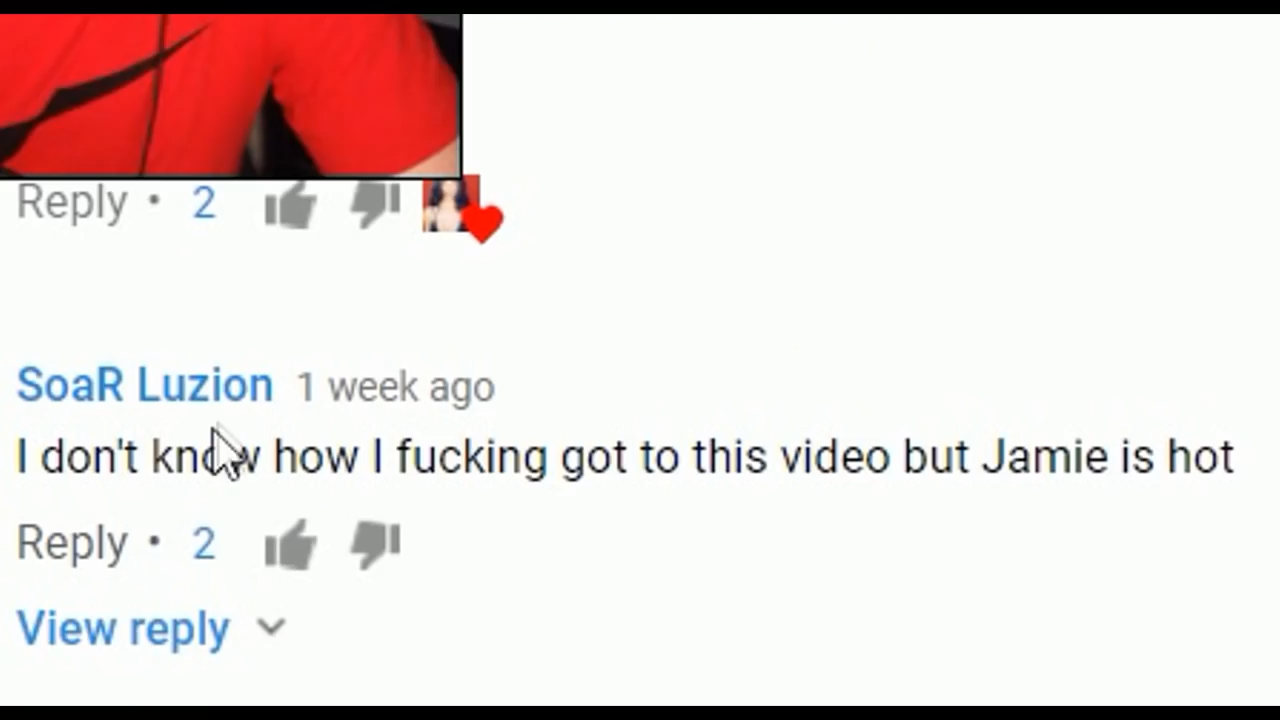 Reply • 2
SoaR Luzion 1 week ago
I don't know how I fucking got to this video but Jamie is hot
Reply • 2
View reply